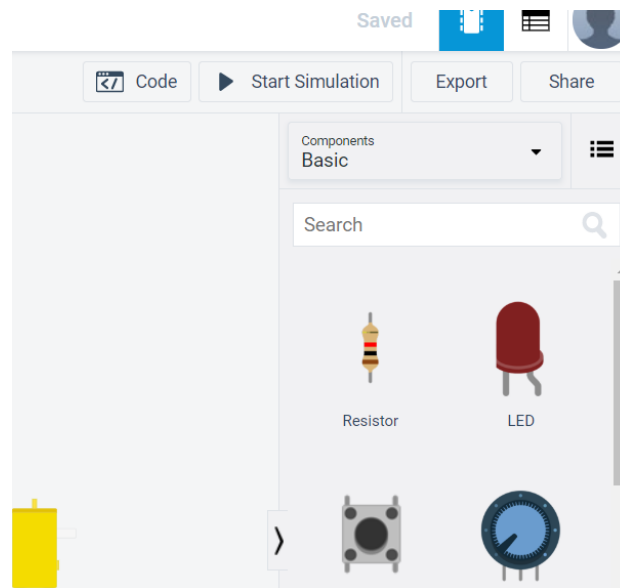 Saved
</> Code
Start Simulation
Export
Share
Components
Basic
Search
Resistor
LED